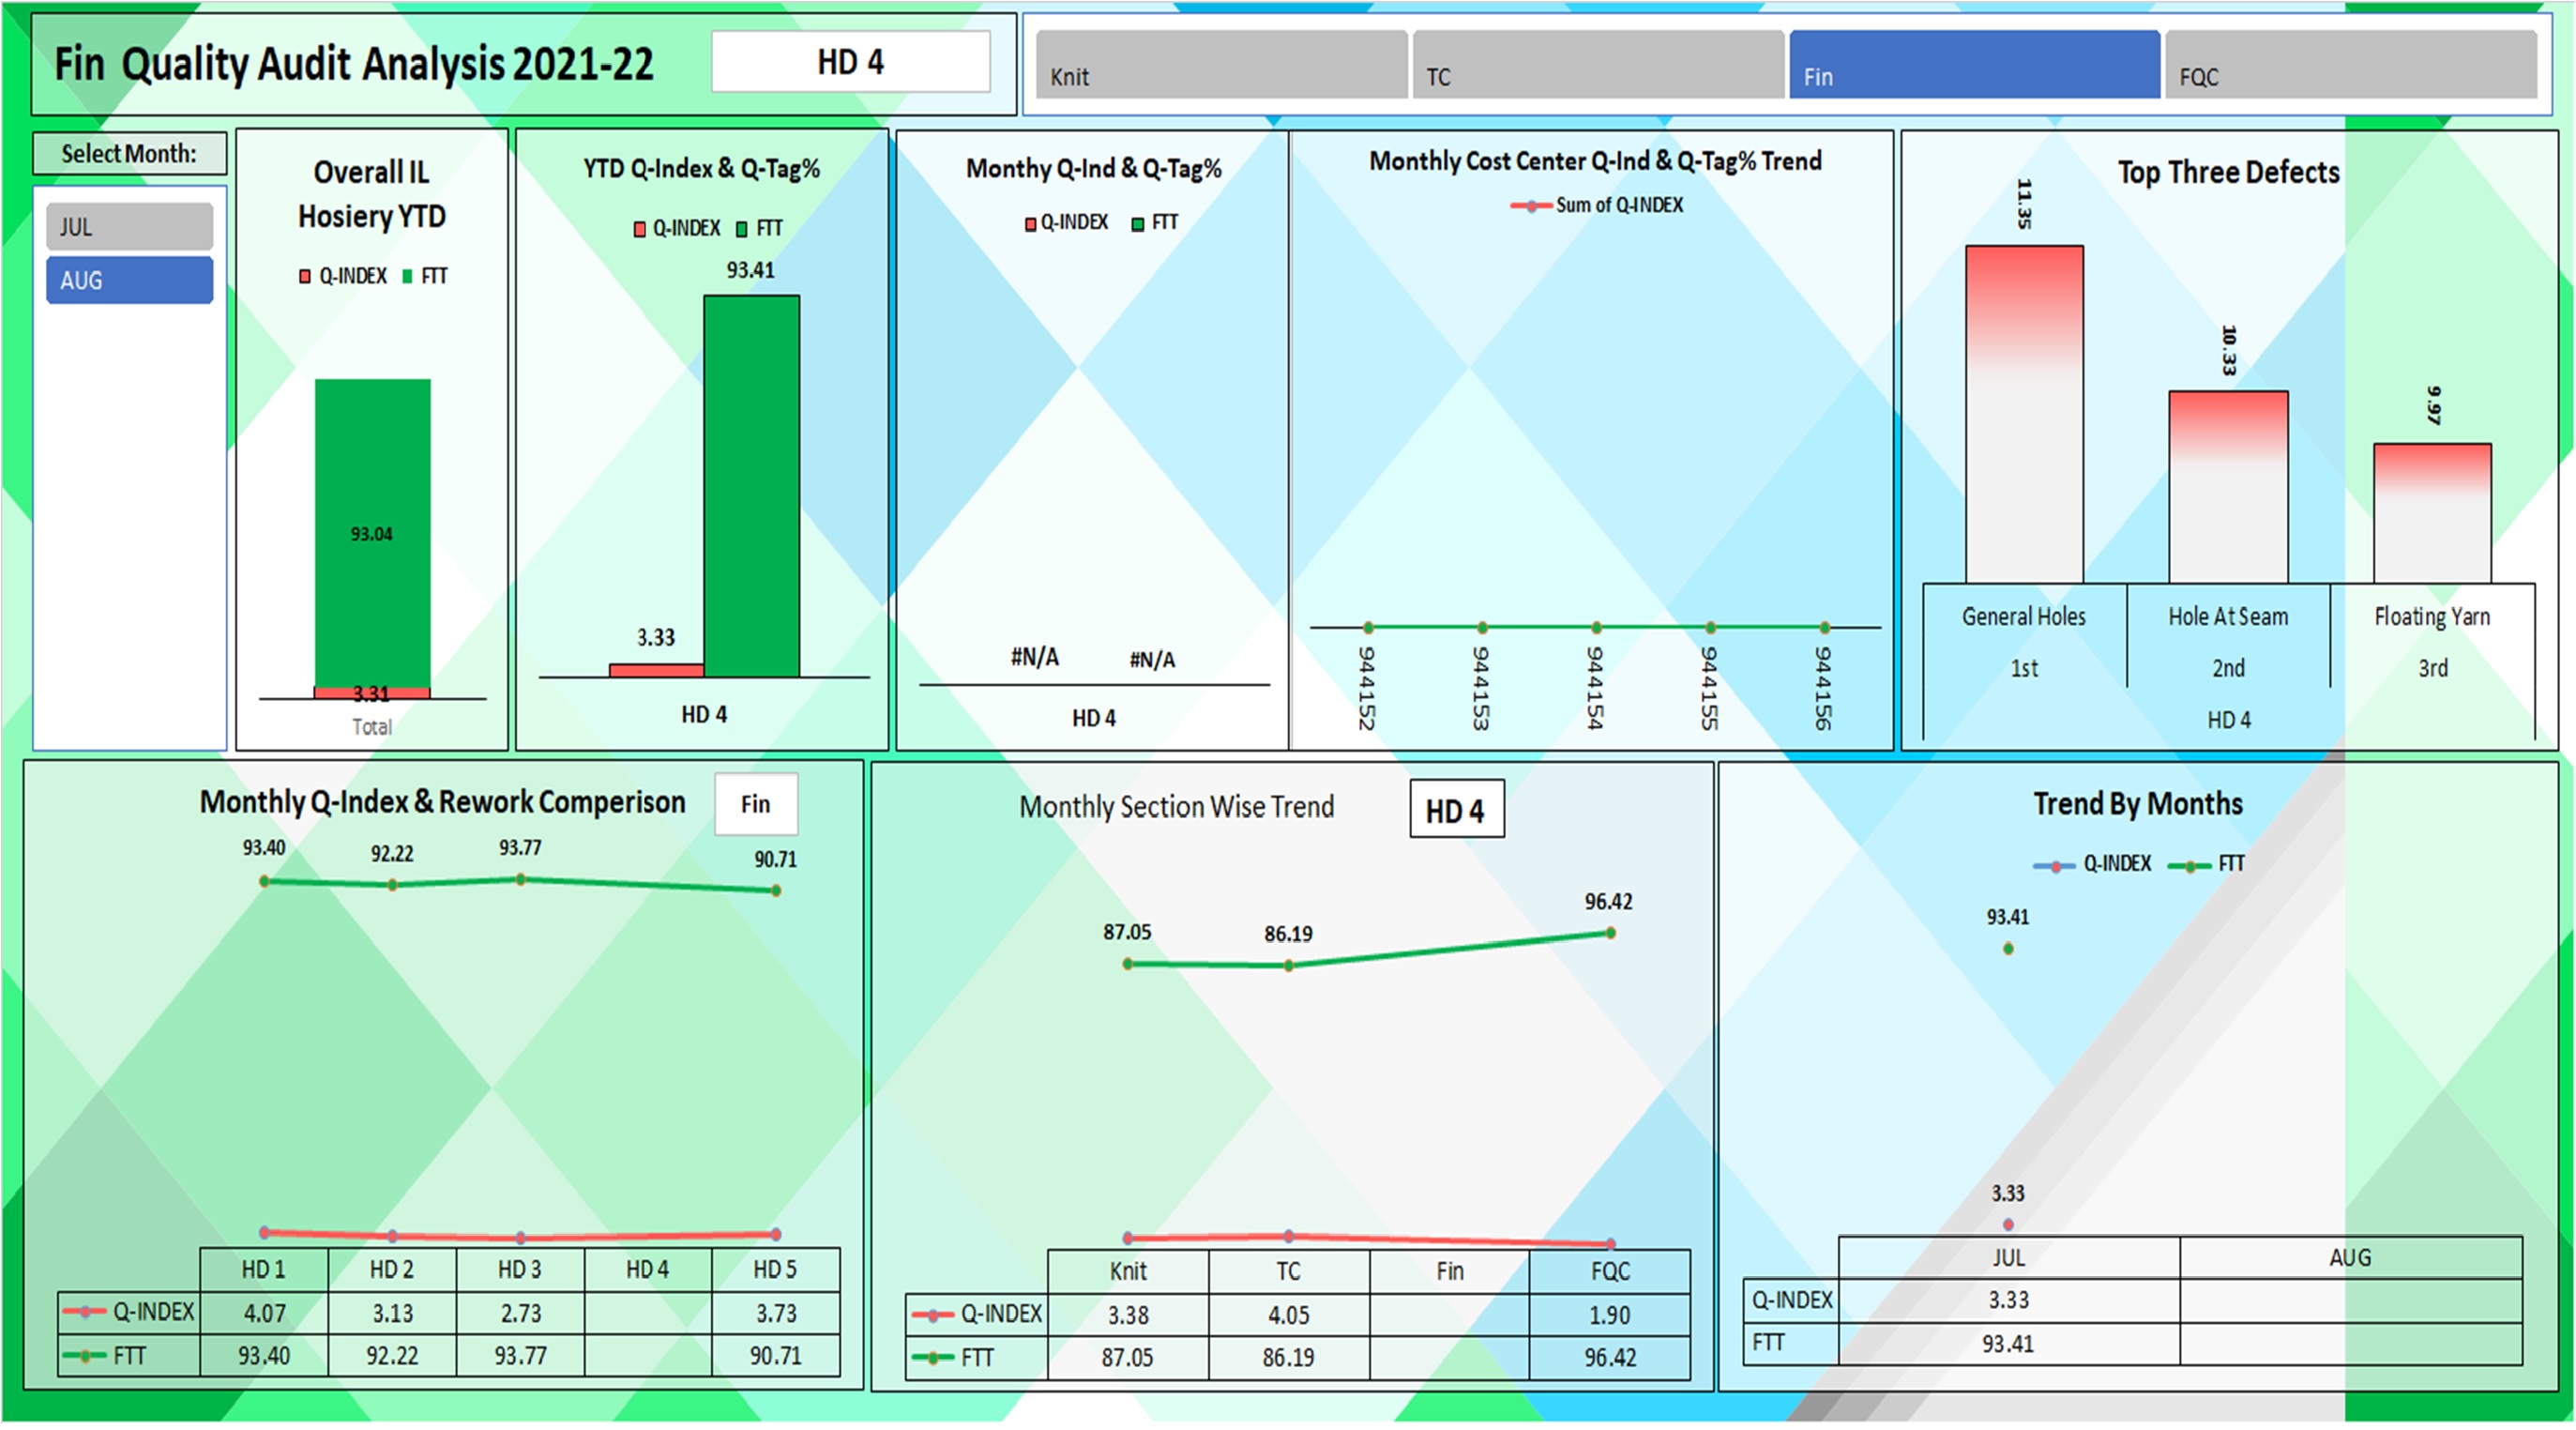 Fin Quality Audit Analysis 2021-22
HD 4
Knit
TC
Fin
FQC
Select Month:
JUL
AUG
Overall IL
Hosiery YTD
Q-INDEX FTT
93.04
3.31
Total
YTD Q-Index & Q-Tag%
Q-INDEX FTT
93.41
3.33
HD 4
Monthy Q-Ind & Q-Tag%
Q-INDEX FTT
#N/A #N/A
HD 4
Monthly Cost Center Q-Ind & Q-Tag% Trend
Sum of Q-INDEX
944152 944153 944154 944155 944156
Top Three Defects
11.35
10.33
9.97
General Holes Hole At Seam Floating Yarn
1st 2nd 3rd
HD 4
Monthly Q-Index & Rework Comperison
Fin
93.40 92.22 93.77 90.71
HD 1 HD 2 HD 3 HD 4 HD 5
Q-INDEX 4.07 3.13 2.73 3.73
FTT 93.40 92.22 93.77 90.71
Monthly Section Wise Trend
HD 4
87.05 86.19 96.42
Knit TC Fin FQC
Q-INDEX 3.38 4.05 1.90
FTT 87.05 86.19 96.42
Trend By Months
Q-INDEX FTT
93.41
3.33
JUL AUG
Q-INDEX 3.33
FTT 93.41